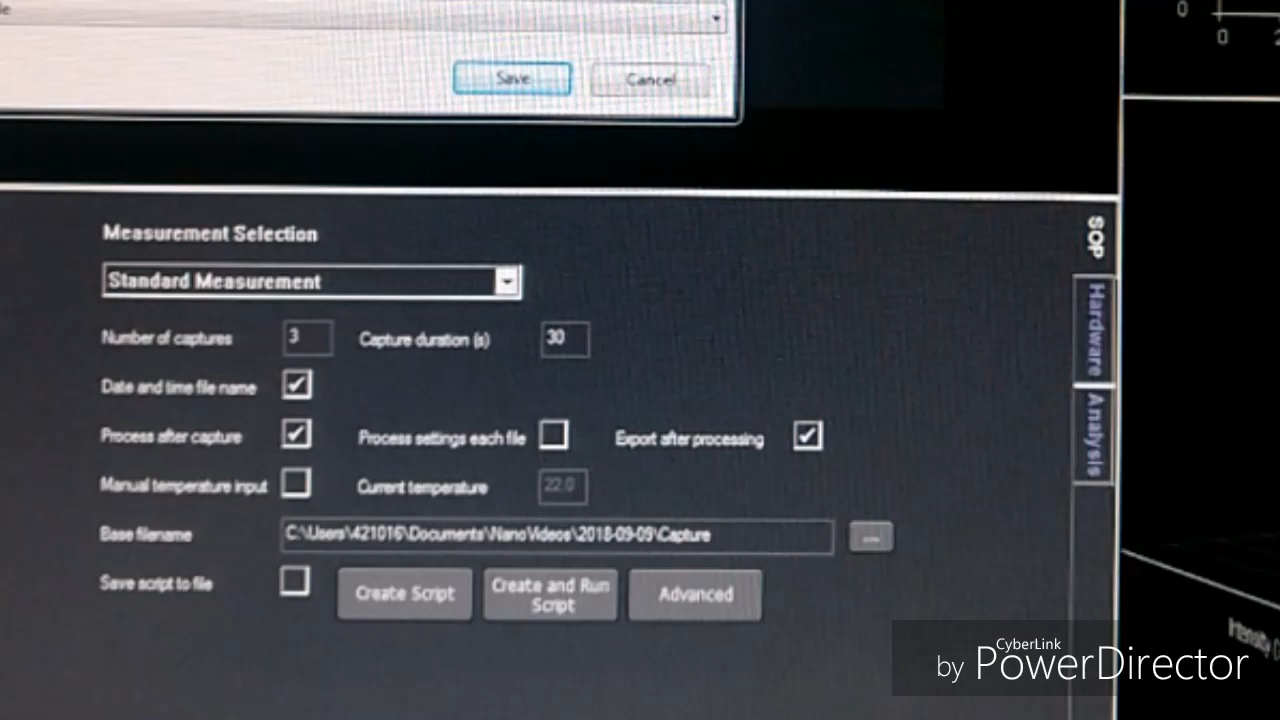 Save Cancel
0
0
Measurement Selection
Standard Measurement
Number of captures 3 Capture duration (s) 30
Date and time file name
Process after capture Process settings each file Export after processing
Manual temperature input Current temperature 22.0
Base filename C:\Users\421016\Documents\NanoVideos\2018-09-09\Capture ...
Save script to file Create Script Create and Run Script Advanced
SOP
Hardware
Analysis
Intensity
CyberLink
by PowerDirector